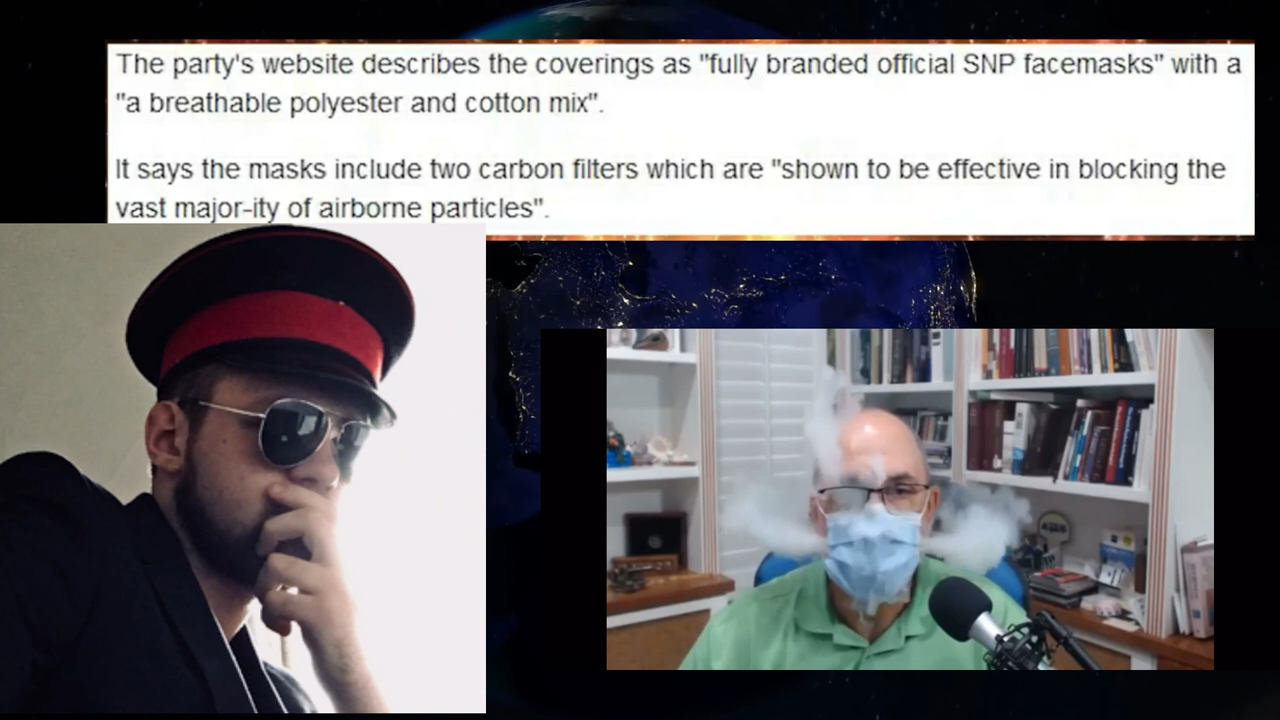 The party's website describes the coverings as "fully branded official SNP facemasks" with a
"a breathable polyester and cotton mix".
It says the masks include two carbon filters which are "shown to be effective in blocking the
vast major-ity of airborne particles".